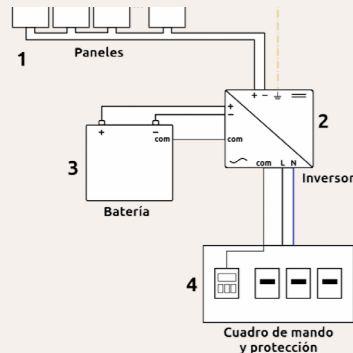 1
Paneles
+ - ⏚ ⎓
+
-
2
+ -
com
com
3
~ com L N
Inversor
Batería
4
Cuadro de mando
y protección